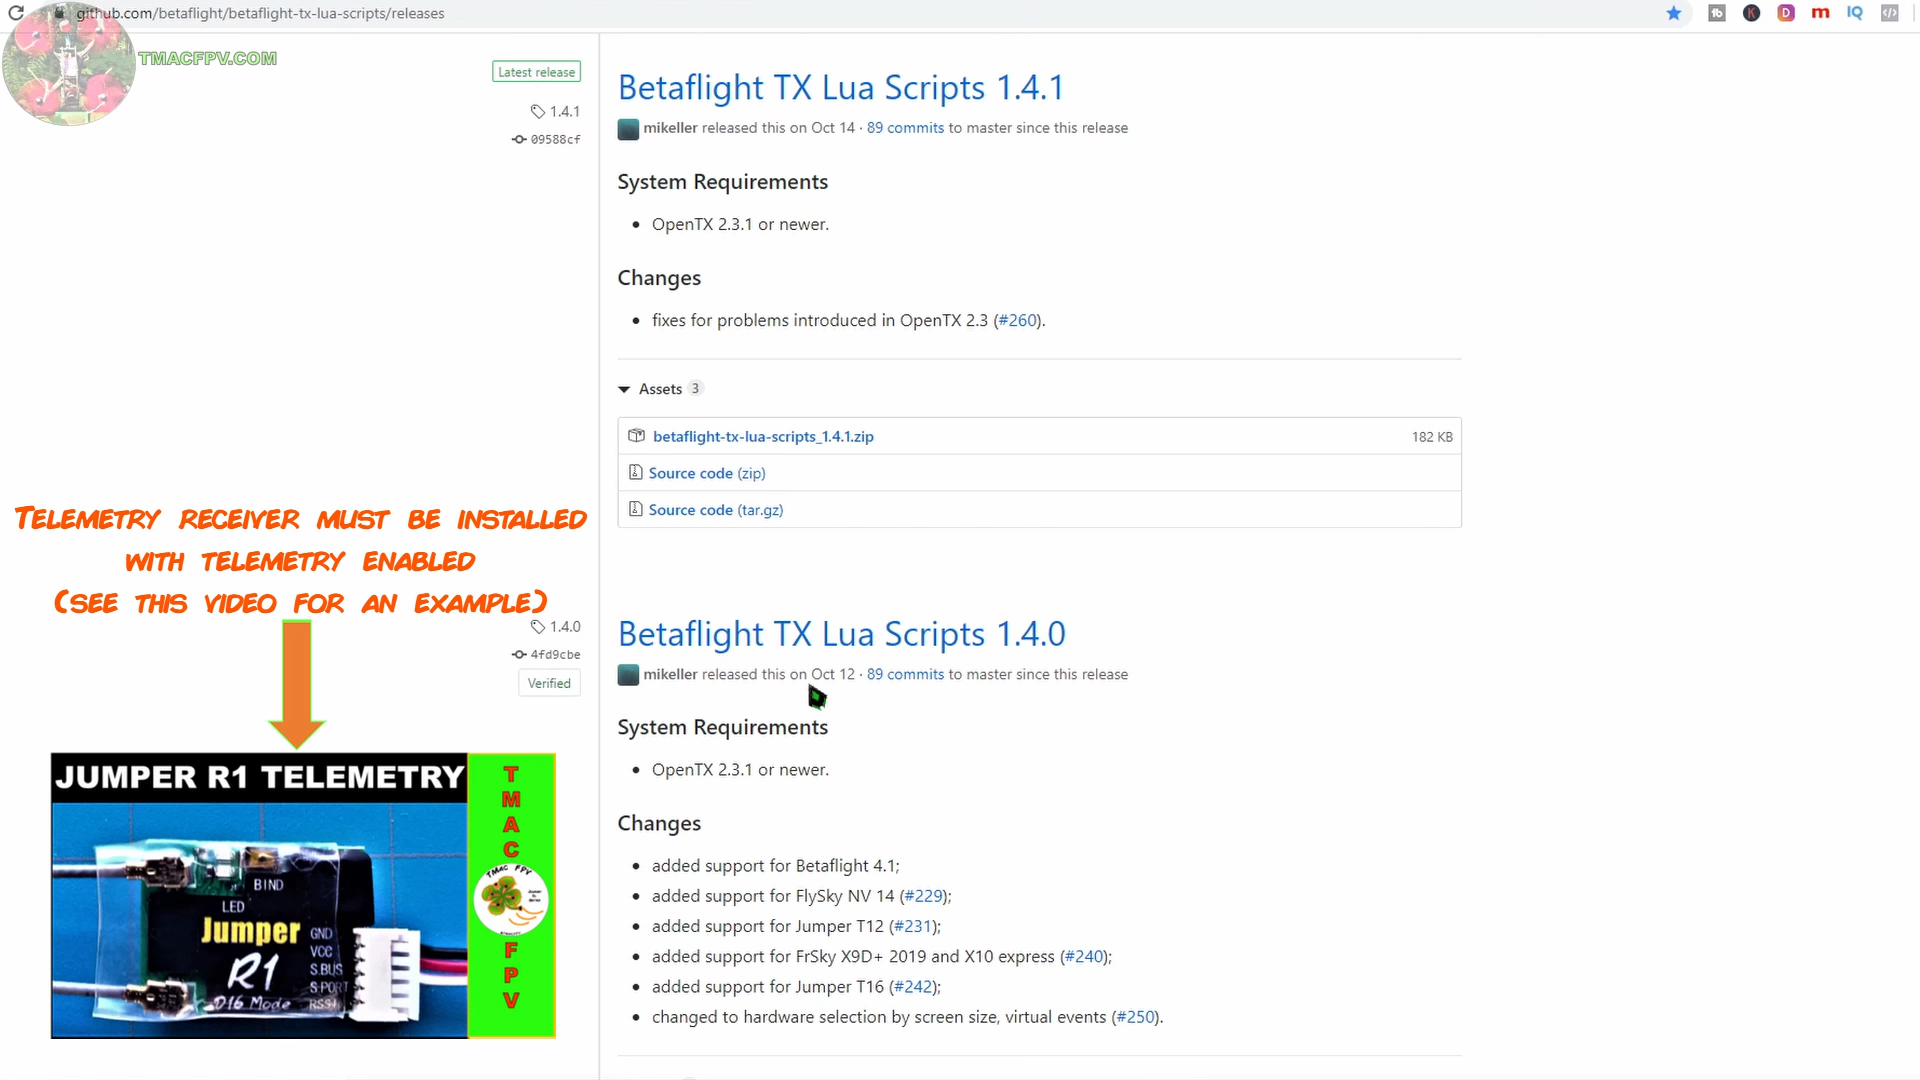 github.com/betaflight/betaflight-tx-lua-scripts/releases
TMACFPV.COM
Latest release
1.4.1
09588cf
Betaflight TX Lua Scripts 1.4.1
mikeller released this on Oct 14 · 89 commits to master since this release
System Requirements
OpenTX 2.3.1 or newer.
Changes
fixes for problems introduced in OpenTX 2.3 (#260).
Assets 3
betaflight-tx-lua-scripts_1.4.1.zip 182 KB
Source code (zip)
Source code (tar.gz)
TELEMETRY RECEIVER MUST BE INSTALLED
WITH TELEMETRY ENABLED
(SEE THIS VIDEO FOR AN EXAMPLE)
1.4.0
4fd9cbe
Verified
Betaflight TX Lua Scripts 1.4.0
mikeller released this on Oct 12 · 89 commits to master since this release
System Requirements
OpenTX 2.3.1 or newer.
Changes
added support for Betaflight 4.1;
added support for FlySky NV 14 (#229);
added support for Jumper T12 (#231);
added support for FrSky X9D+ 2019 and X10 express (#240);
added support for Jumper T16 (#242);
changed to hardware selection by screen size, virtual events (#250).
JUMPER R1 TELEMETRY
BIND
LED
Jumper
R1
D16 Mode
GND
VCC
S.BUS
S.PORT
RSSI
TMAC
TMAC FPV
FPV